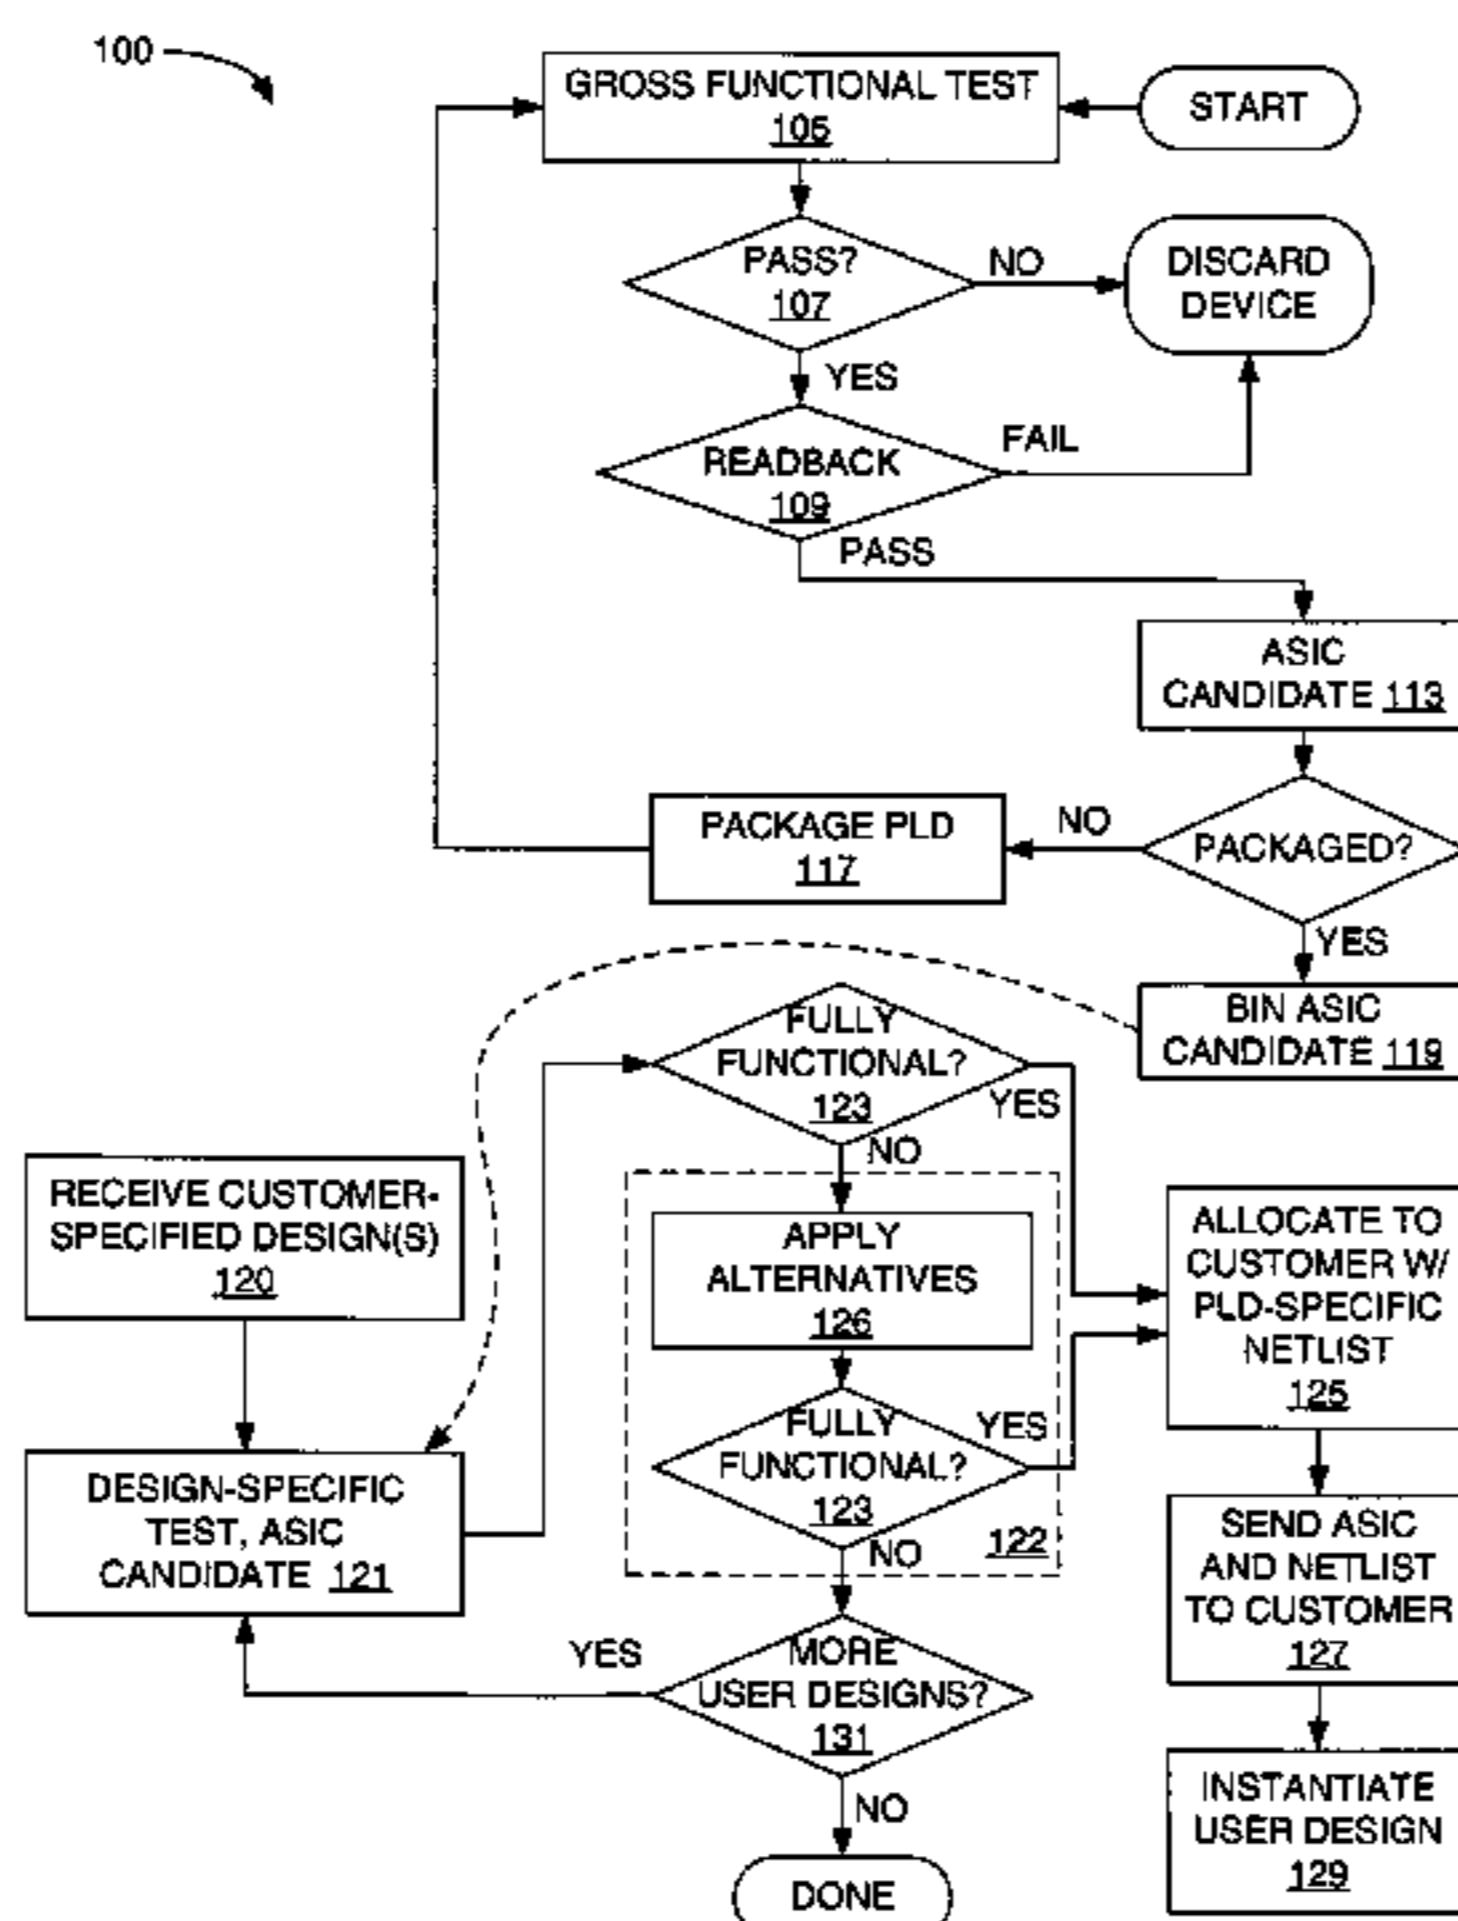 100
GROSS FUNCTIONAL TEST
105
START
PASS?
107
NO
DISCARD
DEVICE
YES
READBACK
109
FAIL
PASS
ASIC
CANDIDATE 113
PACKAGED?
NO
PACKAGE PLD
117
YES
BIN ASIC
CANDIDATE 119
FULLY
FUNCTIONAL?
123
YES
NO
RECEIVE CUSTOMER-
SPECIFIED DESIGN(S)
120
APPLY
ALTERNATIVES
126
ALLOCATE TO
CUSTOMER W/
PLD-SPECIFIC
NETLIST
125
FULLY
FUNCTIONAL?
123
YES
NO
122
DESIGN-SPECIFIC
TEST, ASIC
CANDIDATE 121
SEND ASIC
AND NETLIST
TO CUSTOMER
127
YES
MORE
USER DESIGNS?
131
NO
INSTANTIATE
USER DESIGN
129
DONE